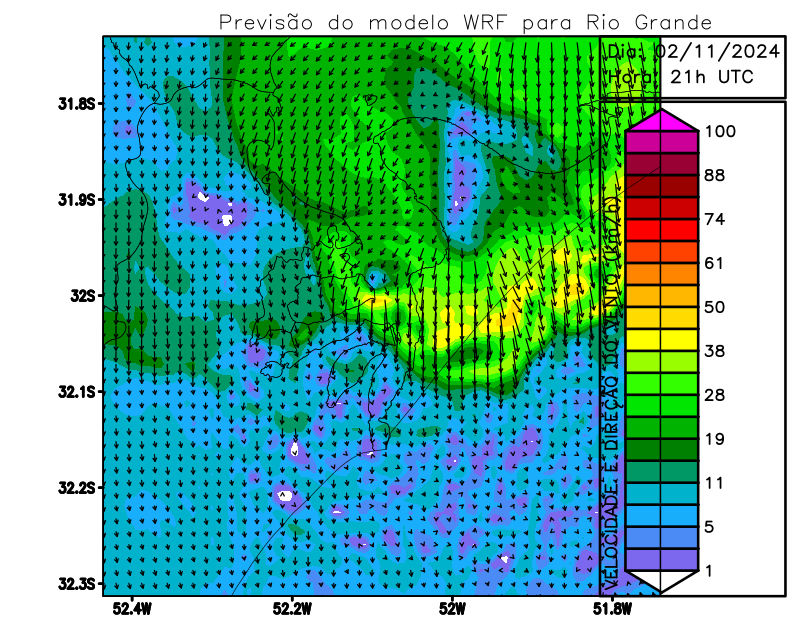 Previsão do modelo WRF para Rio Grande
Dia: 02/11/2024
Hora: 21h UTC
31.8S
31.9S
32S
32.1S
32.2S
32.3S
52.4W
52.2W
52W
51.8W
VELOCIDADE E DIREÇÃO DO VENTO (km/h)
100
88
74
61
50
38
28
19
11
5
1